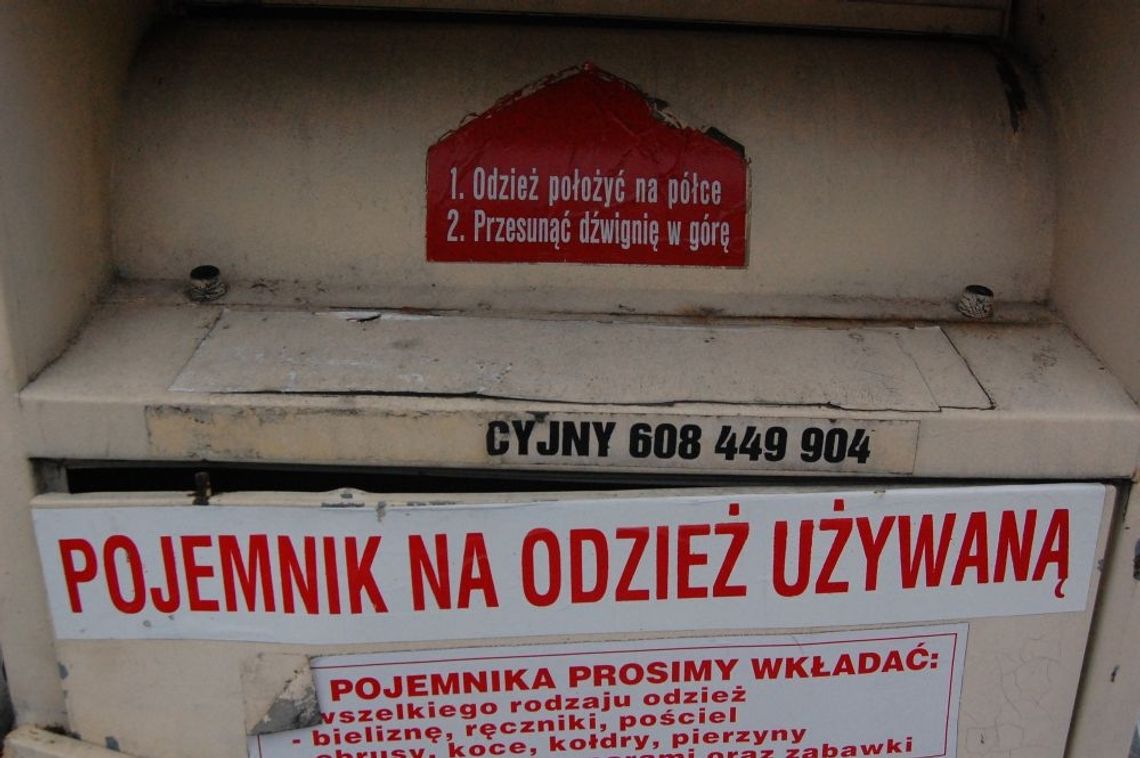 1. Odzież położyć na półce
2. Przesunąć dźwignię w górę
CYJNY 608 449 904
POJEMNIK NA ODZIEŻ UŻYWANĄ
POJEMNIKA PROSIMY WKŁADAĆ:
wszelkiego rodzaju odzież
- bieliznę, ręczniki, pościel
obrusy, koce, kołdry, pierzyny
oraz zabawki